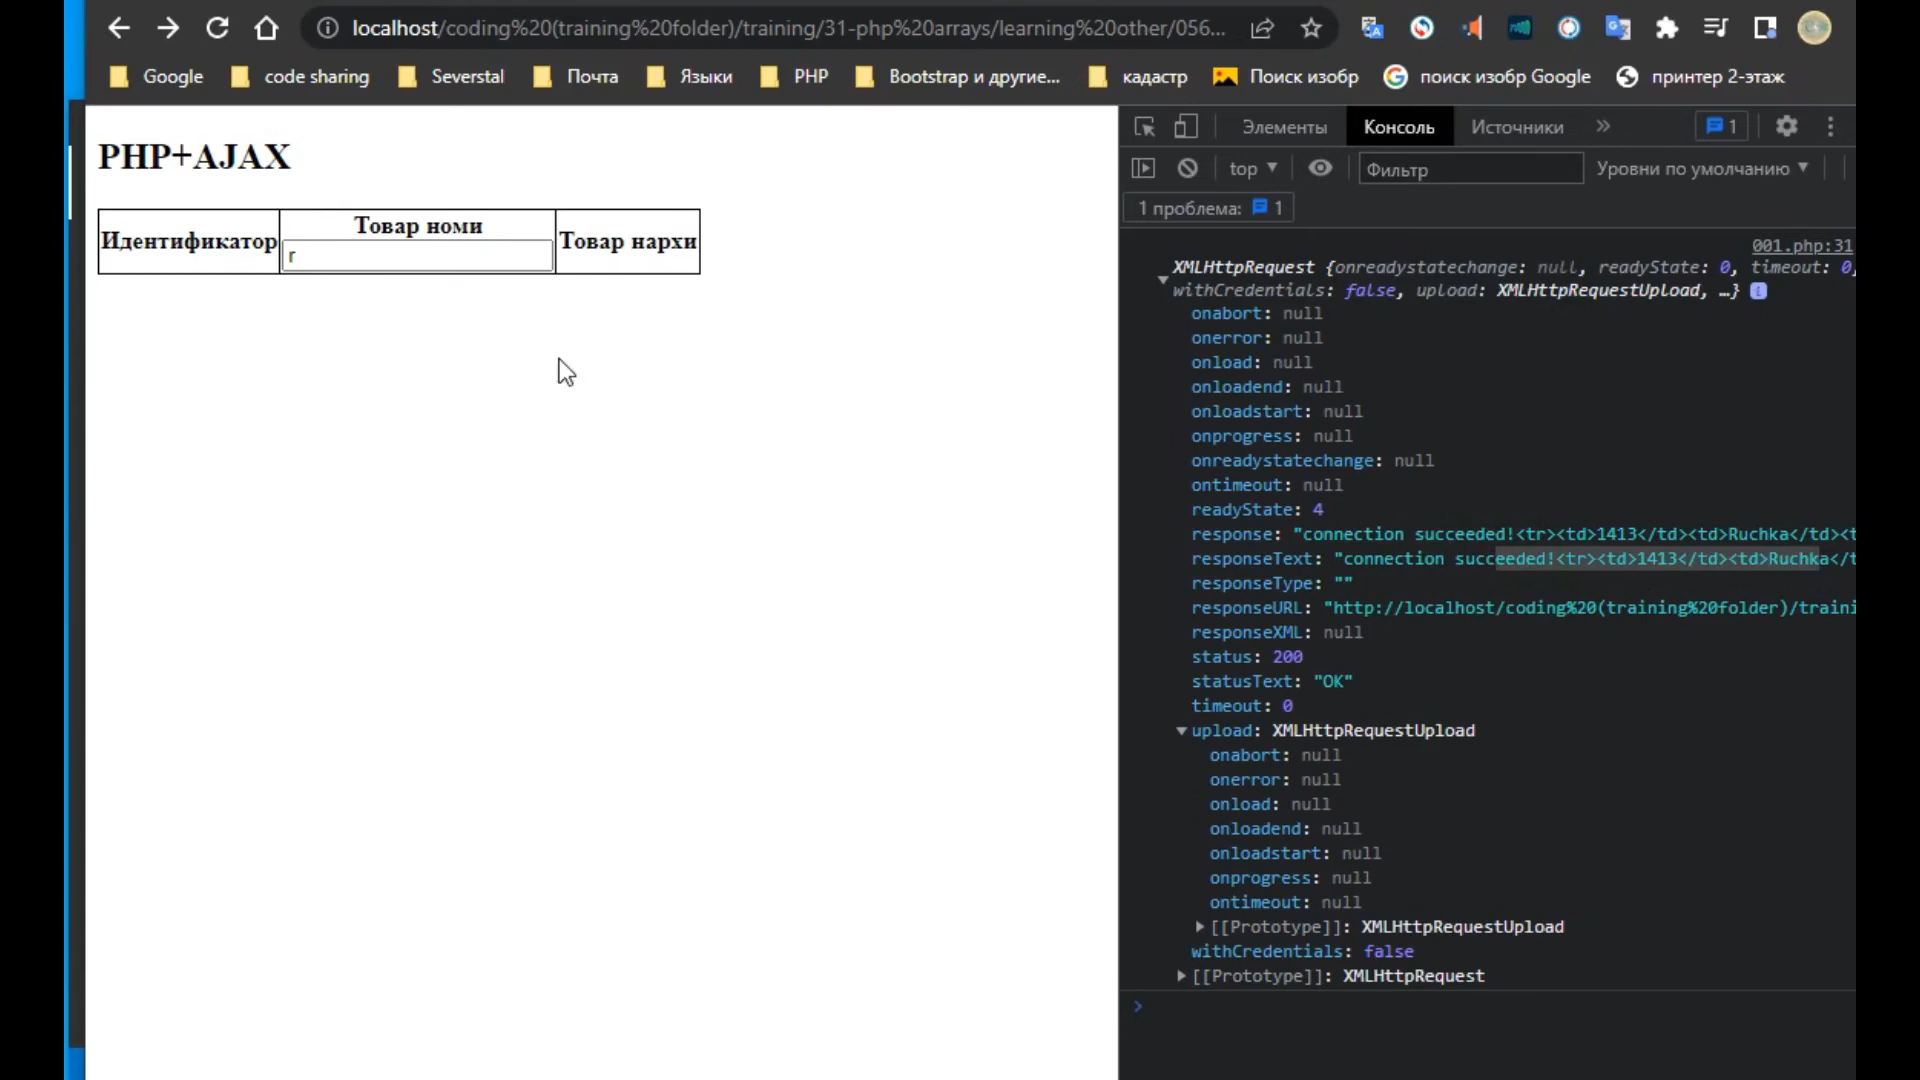 localhost/coding%20(training%20folder)/training/31-php%20arrays/learning%20other/056...
Google code sharing Severstal Почта Языки PHP Bootstrap и другие... кадастр Поиск изобр поиск изобр Google принтер 2-этаж
PHP+AJAX
Идентификатор Товар номи Товар нархи
r
Элементы Консоль Источники » 1
top Фильтр Уровни по умолчанию
1 проблема: 1
001.php:31
XMLHttpRequest {onreadystatechange: null, readyState: 0, timeout: 0,
withCredentials: false, upload: XMLHttpRequestUpload, …} i
onabort: null
onerror: null
onload: null
onloadend: null
onloadstart: null
onprogress: null
onreadystatechange: null
ontimeout: null
readyState: 4
response: "connection succeeded!<tr><td>1413</td><td>Ruchka</td><t
responseText: "connection succeeded!<tr><td>1413</td><td>Ruchka</t
responseType: ""
responseURL: "http://localhost/coding%20(training%20folder)/traini
responseXML: null
status: 200
statusText: "OK"
timeout: 0
upload: XMLHttpRequestUpload
onabort: null
onerror: null
onload: null
onloadend: null
onloadstart: null
onprogress: null
ontimeout: null
[[Prototype]]: XMLHttpRequestUpload
withCredentials: false
[[Prototype]]: XMLHttpRequest